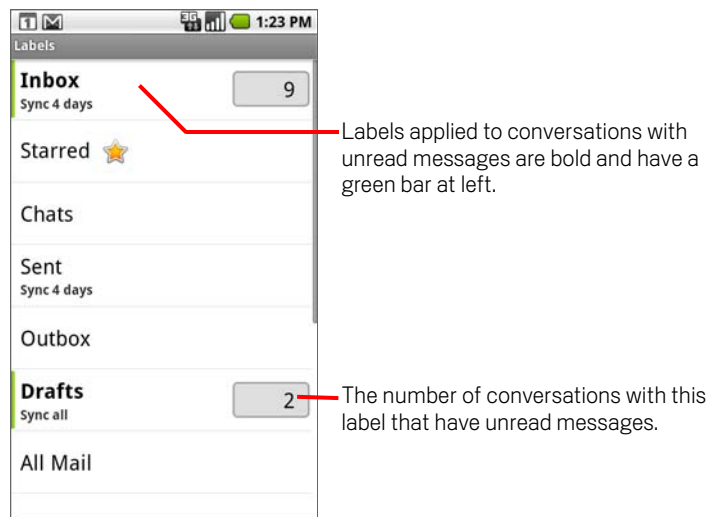 1
3G
1:23 PM
Labels
Inbox
9
Sync 4 days
Labels applied to conversations with
unread messages are bold and have a
green bar at left.
Starred
Chats
Sent
Sync 4 days
Outbox
Drafts
2
Sync all
The number of conversations with this
label that have unread messages.
All Mail